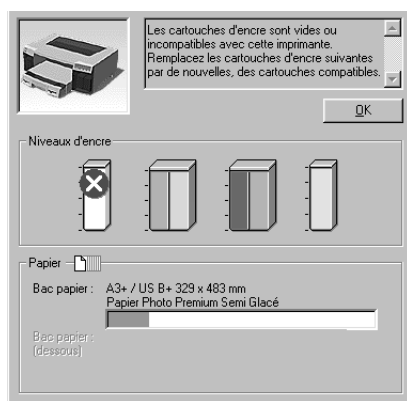 Les cartouches d'encre sont vides ou
incompatibles avec cette imprimante.
Remplacez les cartouches d'encre suivantes
par de nouvelles, des cartouches compatibles.
OK
Niveaux d'encre
Papier
Bac papier : A3+ / US B+ 329 x 483 mm
Papier Photo Premium Semi Glacé
Bac papier :
(dessous)